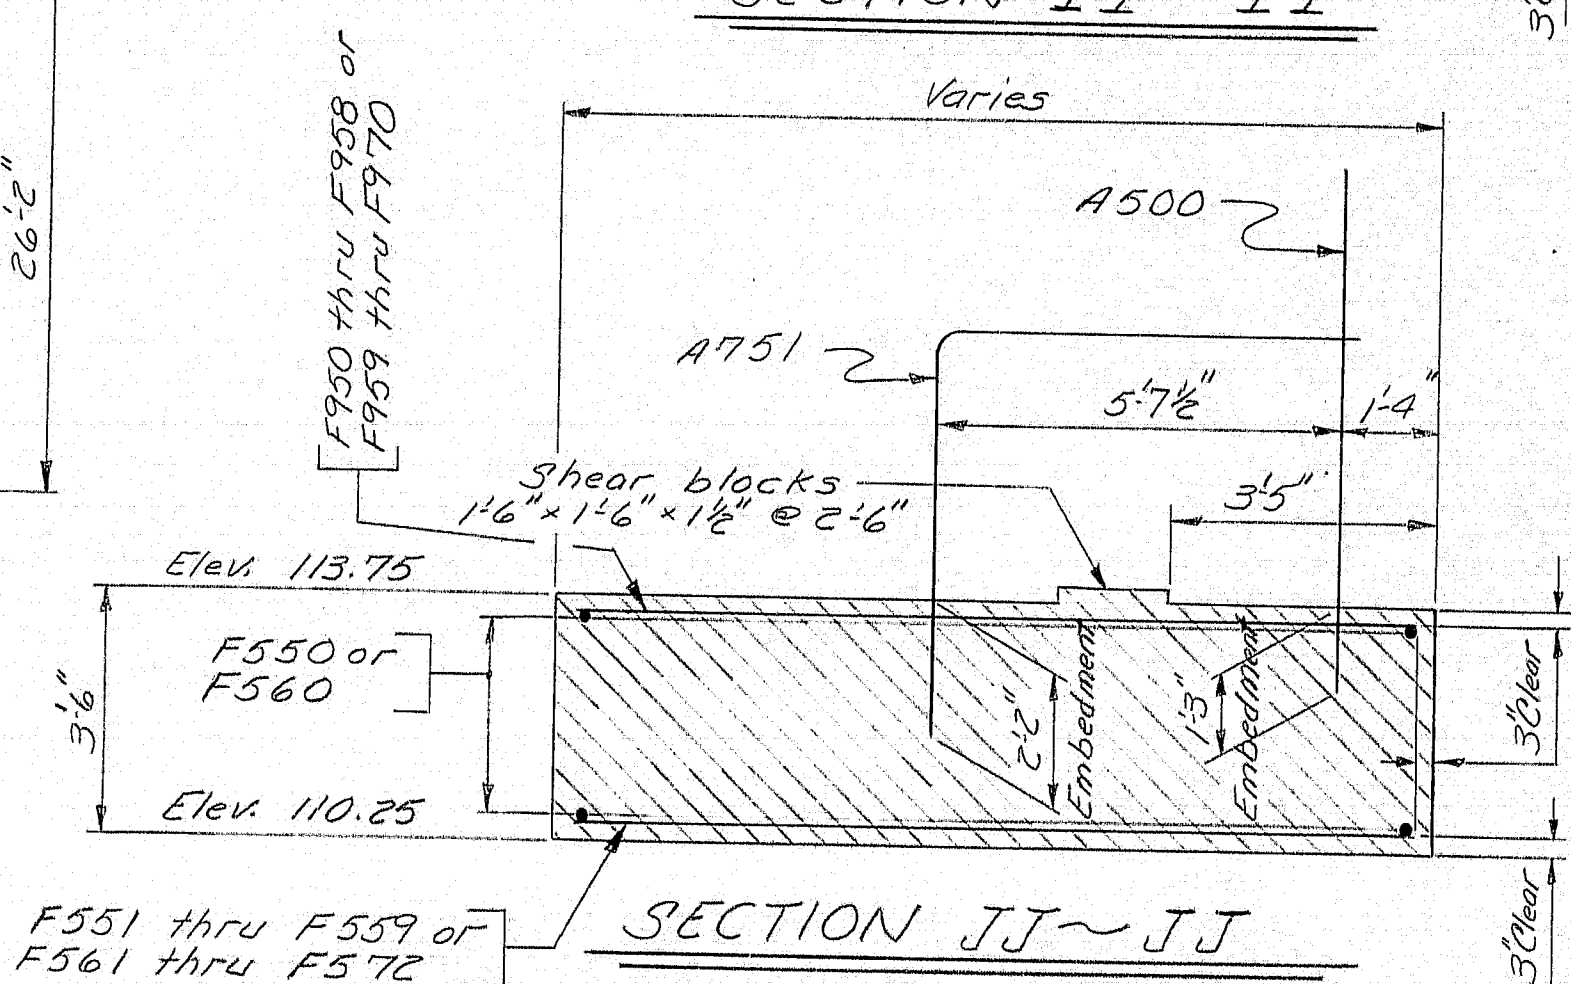 SECTION II ~ II
26'-2"
F950 thru F958 or
F959 thru F970
Varies
A500
A751
5'-7½"
1'-4"
Shear blocks
1'-6" x 1'-6" x 1½" @ 2'-6"
3'-5"
Elev. 113.75
F550 or
F560
3'-6"
2'-2"
Embedment
1'-3"
Embedment
3" Clear
Elev. 110.25
F551 thru F559 or
F561 thru F572
SECTION JJ ~ JJ
3" Clear